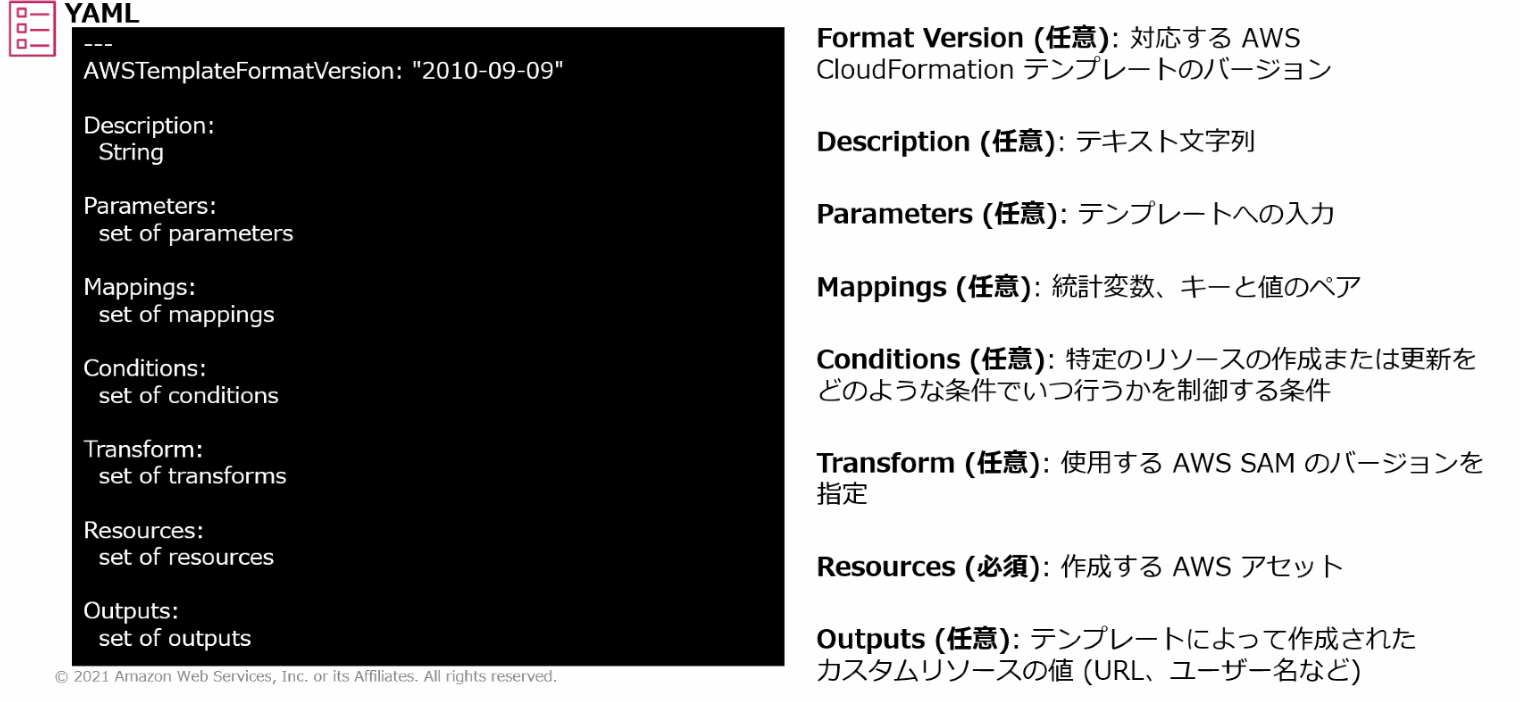 YAML
---
AWSTemplateFormatVersion: "2010-09-09"
Description:
String
Parameters:
set of parameters
Mappings:
set of mappings
Conditions:
set of conditions
Transform:
set of transforms
Resources:
set of resources
Outputs:
set of outputs
© 2021 Amazon Web Services, Inc. or its Affiliates. All rights reserved.
Format Version (任意): 対応する AWS
CloudFormation テンプレートのバージョン
Description (任意): テキスト文字列
Parameters (任意): テンプレートへの入力
Mappings (任意): 統計変数、キーと値のペア
Conditions (任意): 特定のリソースの作成または更新を
どのような条件でいつ行うかを制御する条件
Transform (任意): 使用する AWS SAM のバージョンを
指定
Resources (必須): 作成する AWS アセット
Outputs (任意): テンプレートによって作成された
カスタムリソースの値 (URL、ユーザー名など)